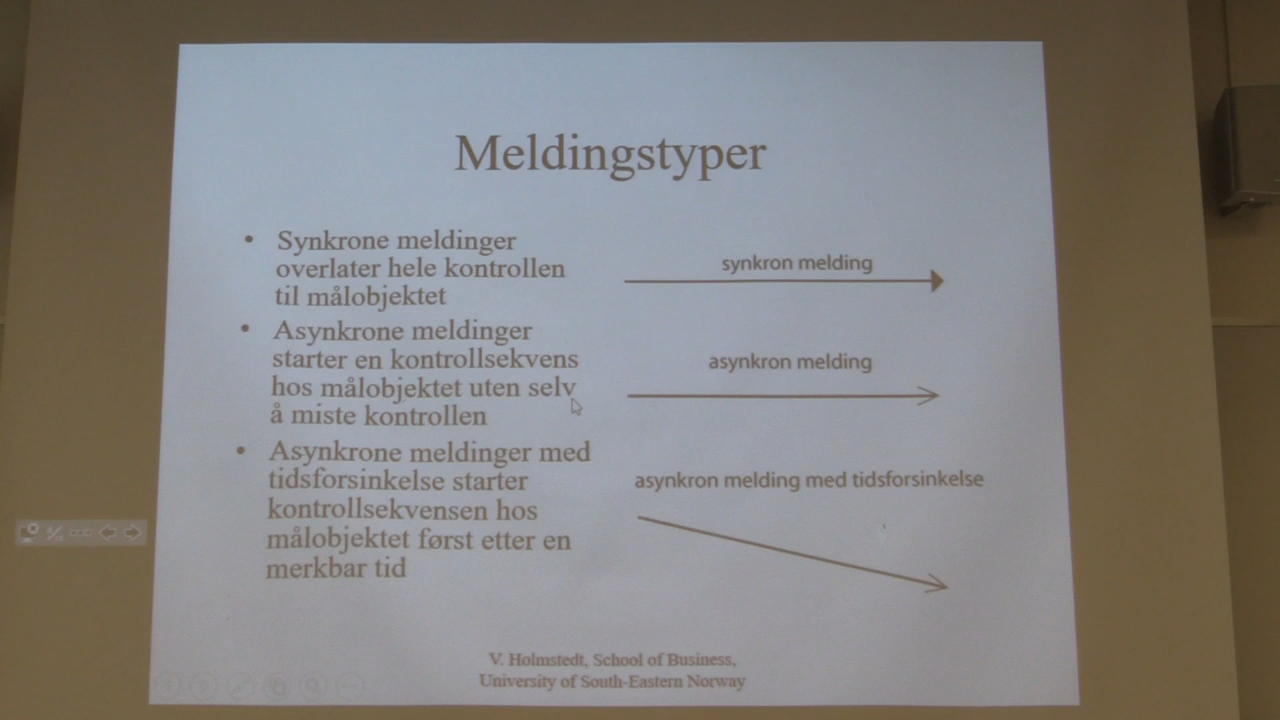 Meldingstyper
• Synkrone meldinger
overlater hele kontrollen
til målobjektet
• Asynkrone meldinger
starter en kontrollsekvens
hos målobjektet uten selv
å miste kontrollen
• Asynkrone meldinger med
tidsforsinkelse starter
kontrollsekvensen hos
målobjektet først etter en
merkbar tid
synkron melding
asynkron melding
asynkron melding med tidsforsinkelse
V. Holmstedt, School of Business,
University of South-Eastern Norway